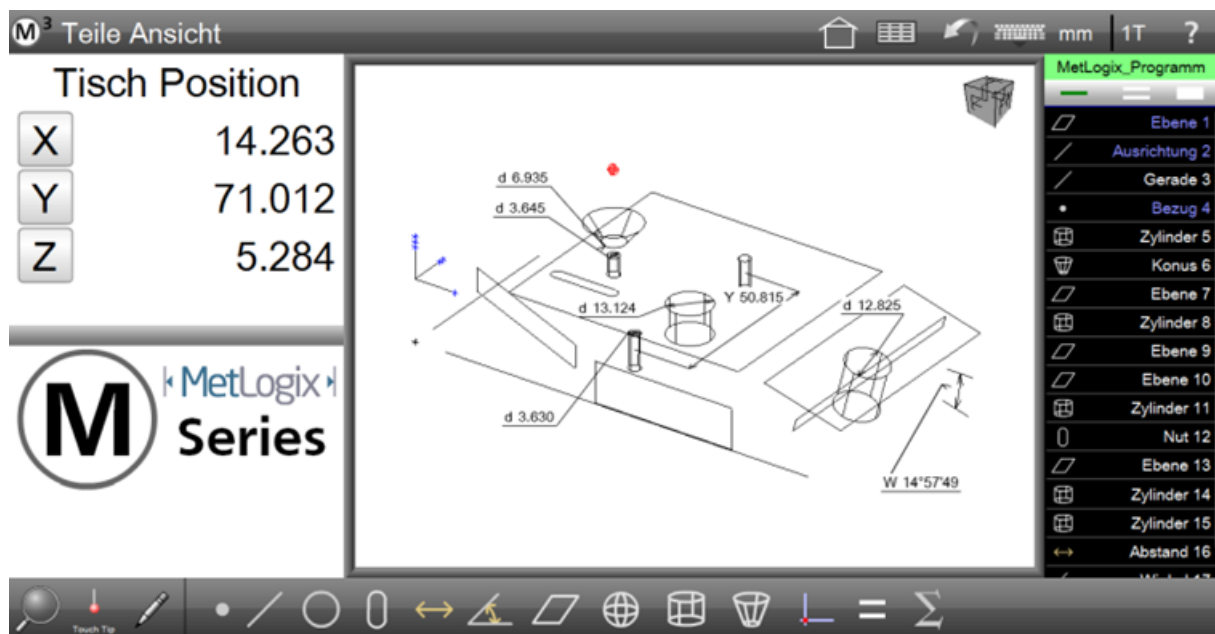 M³ Teile Ansicht
mm 1T ?
Tisch Position
X 14.263
Y 71.012
Z 5.284
M MetLogix
Series
d 6.935
d 3.645
d 13.124
Y 50.815
d 12.825
d 3.630
W 14°57'49
MetLogix_Programm
Ebene 1
Ausrichtung 2
Gerade 3
Bezug 4
Zylinder 5
Konus 6
Ebene 7
Zylinder 8
Ebene 9
Ebene 10
Zylinder 11
Nut 12
Ebene 13
Zylinder 14
Zylinder 15
Abstand 16
Touch Tip